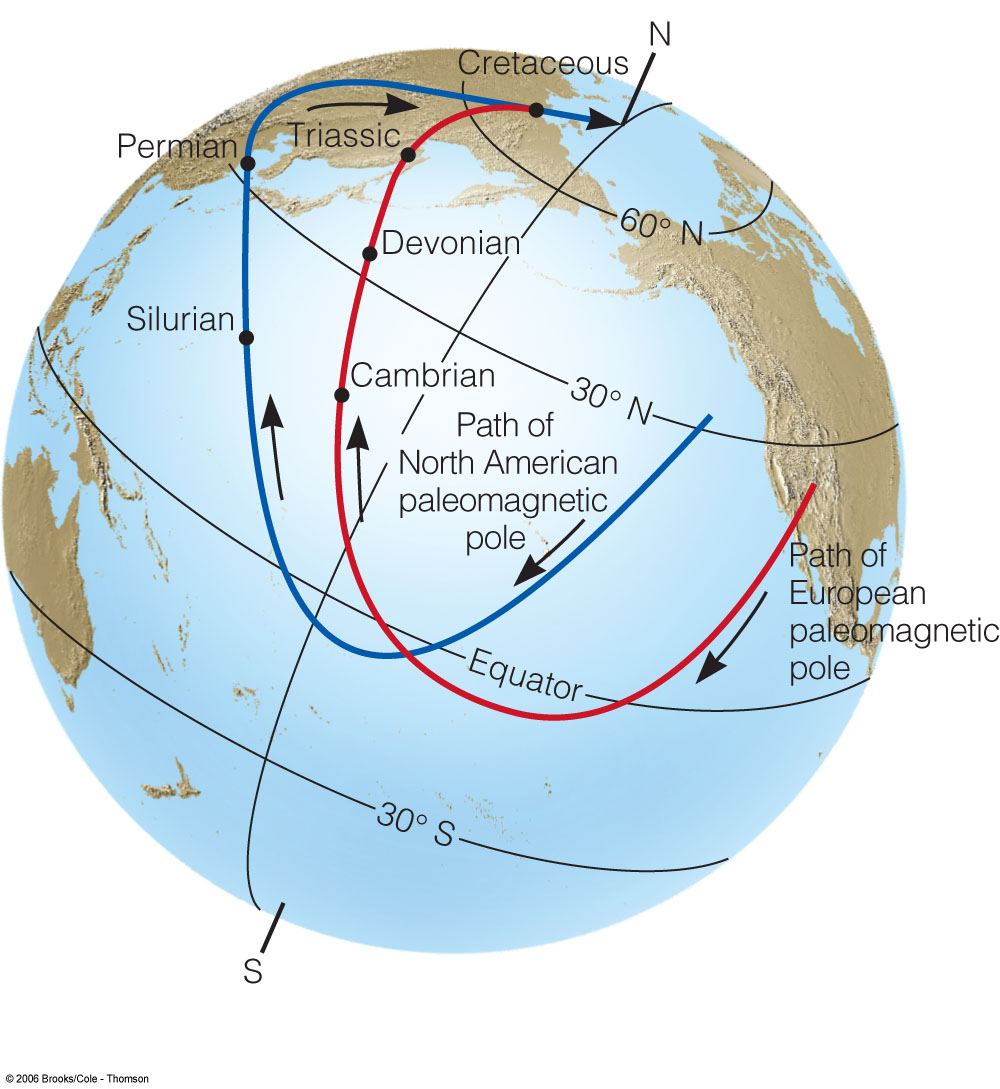 N
Cretaceous
Permian
Triassic
60° N
Devonian
Silurian
Cambrian
30° N
Path of
North American
paleomagnetic
pole
Path of
European
paleomagnetic
pole
Equator
30° S
S
© 2006 Brooks/Cole - Thomson